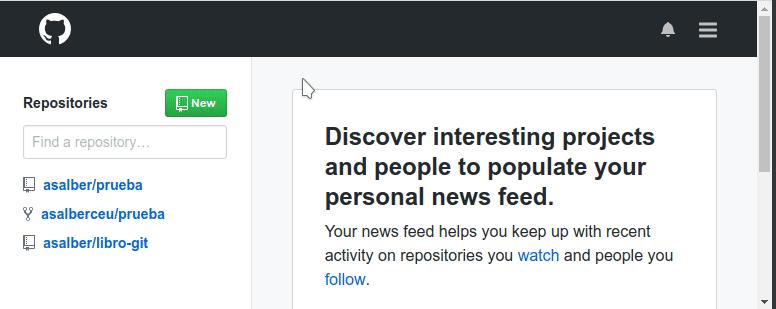 Repositories
New
Find a repository…
asalber/prueba
asalberceu/prueba
asalber/libro-git
Discover interesting projects
and people to populate your
personal news feed.
Your news feed helps you keep up with recent
activity on repositories you watch and people you
follow.